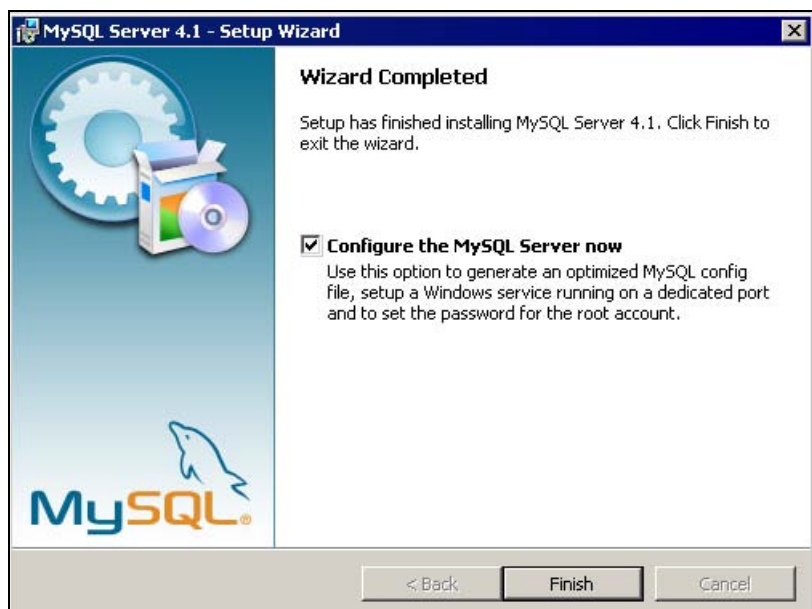 MySQL Server 4.1 - Setup Wizard
Wizard Completed
Setup has finished installing MySQL Server 4.1. Click Finish to
exit the wizard.
Configure the MySQL Server now
Use this option to generate an optimized MySQL config
file, setup a Windows service running on a dedicated port
and to set the password for the root account.
MySQL®
< Back
Finish
Cancel